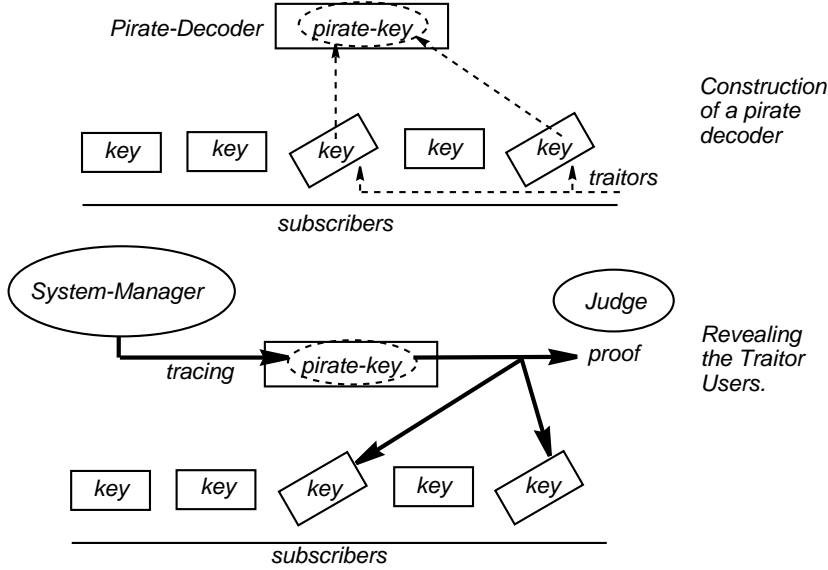 Pirate-Decoder
pirate-key
Construction
of a pirate
decoder
key
key
key
key
key
traitors
subscribers
System-Manager
Judge
tracing
pirate-key
proof
Revealing
the Traitor
Users.
key
key
key
key
key
subscribers